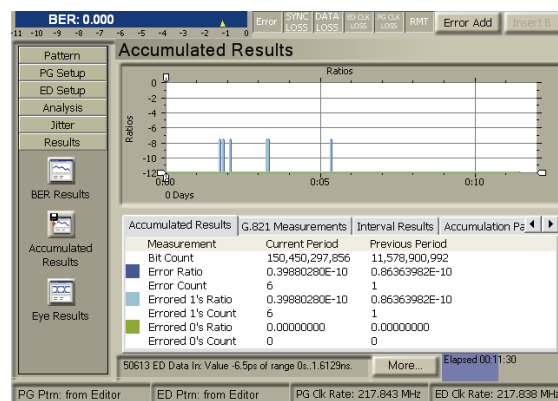 BER: 0.000
-11 -10 -9 -8 -7 -6 -5 -4 -3 -2 -1 0
Error
SYNC LOSS
DATA LOSS
ED CLK LOSS
PG CLK LOSS
RMT
Error Add
Insert B
Pattern
PG Setup
ED Setup
Analysis
Jitter
Results
BER Results
Accumulated
Results
Eye Results
Accumulated Results
Ratios
Ratios
0
-2
-4
-6
-8
-10
-12
0:00 0:05 0:10
0 Days
Accumulated Results G.821 Measurements Interval Results Accumulation Pa
Measurement Current Period Previous Period
Bit Count 150,450,297,856 11,578,900,992
Error Ratio 0.39880280E-10 0.86363982E-10
Error Count 6 1
Errored 1's Ratio 0.39880280E-10 0.86363982E-10
Errored 1's Count 6 1
Errored 0's Ratio 0.00000000 0.00000000
Errored 0's Count 0 0
50613 ED Data In: Value -6.5ps of range 0s..1.6129ns.
More...
Elapsed 00:11:30
PG Ptrn: from Editor ED Ptrn: from Editor PG Clk Rate: 217.843 MHz ED Clk Rate: 217.838 MHz